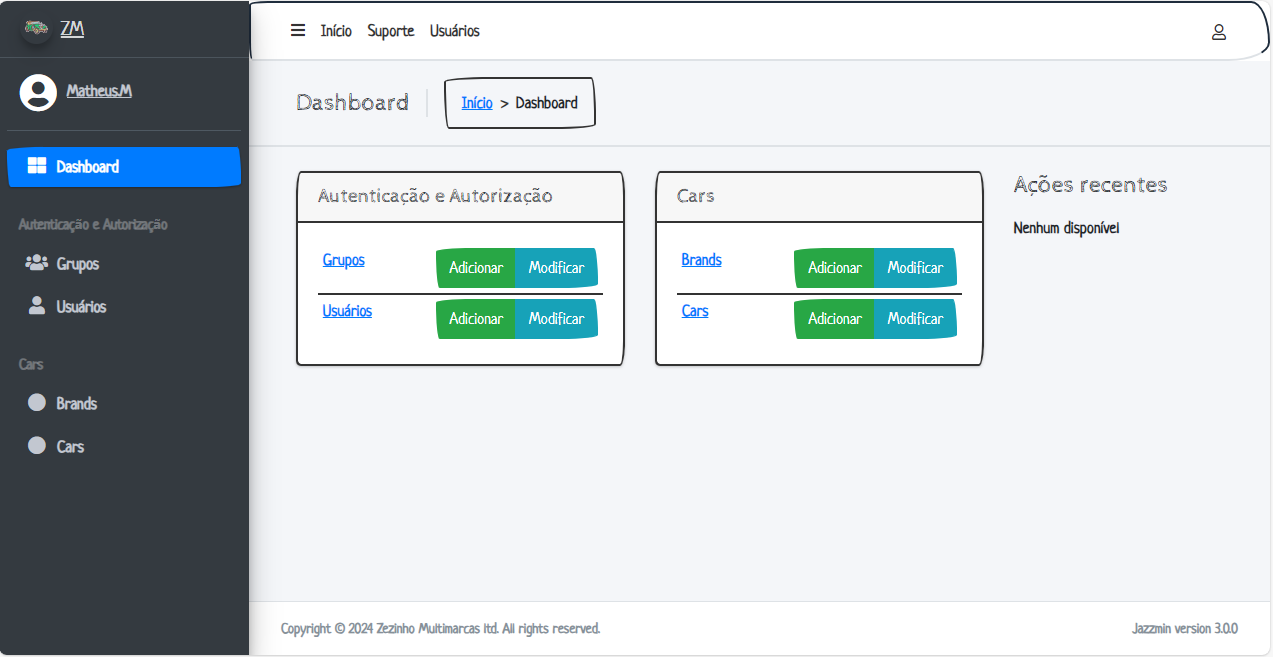 ZM
Início Suporte Usuários
Matheus.M
Dashboard
Início > Dashboard
Dashboard
Autenticação e Autorização
Grupos
Usuários
Cars
Brands
Cars
Autenticação e Autorização
Grupos Adicionar Modificar
Usuários Adicionar Modificar
Cars
Brands Adicionar Modificar
Cars Adicionar Modificar
Ações recentes
Nenhum disponível
Copyright © 2024 Zezinho Multimarcas ltd. All rights reserved.
Jazzmin version 3.0.0